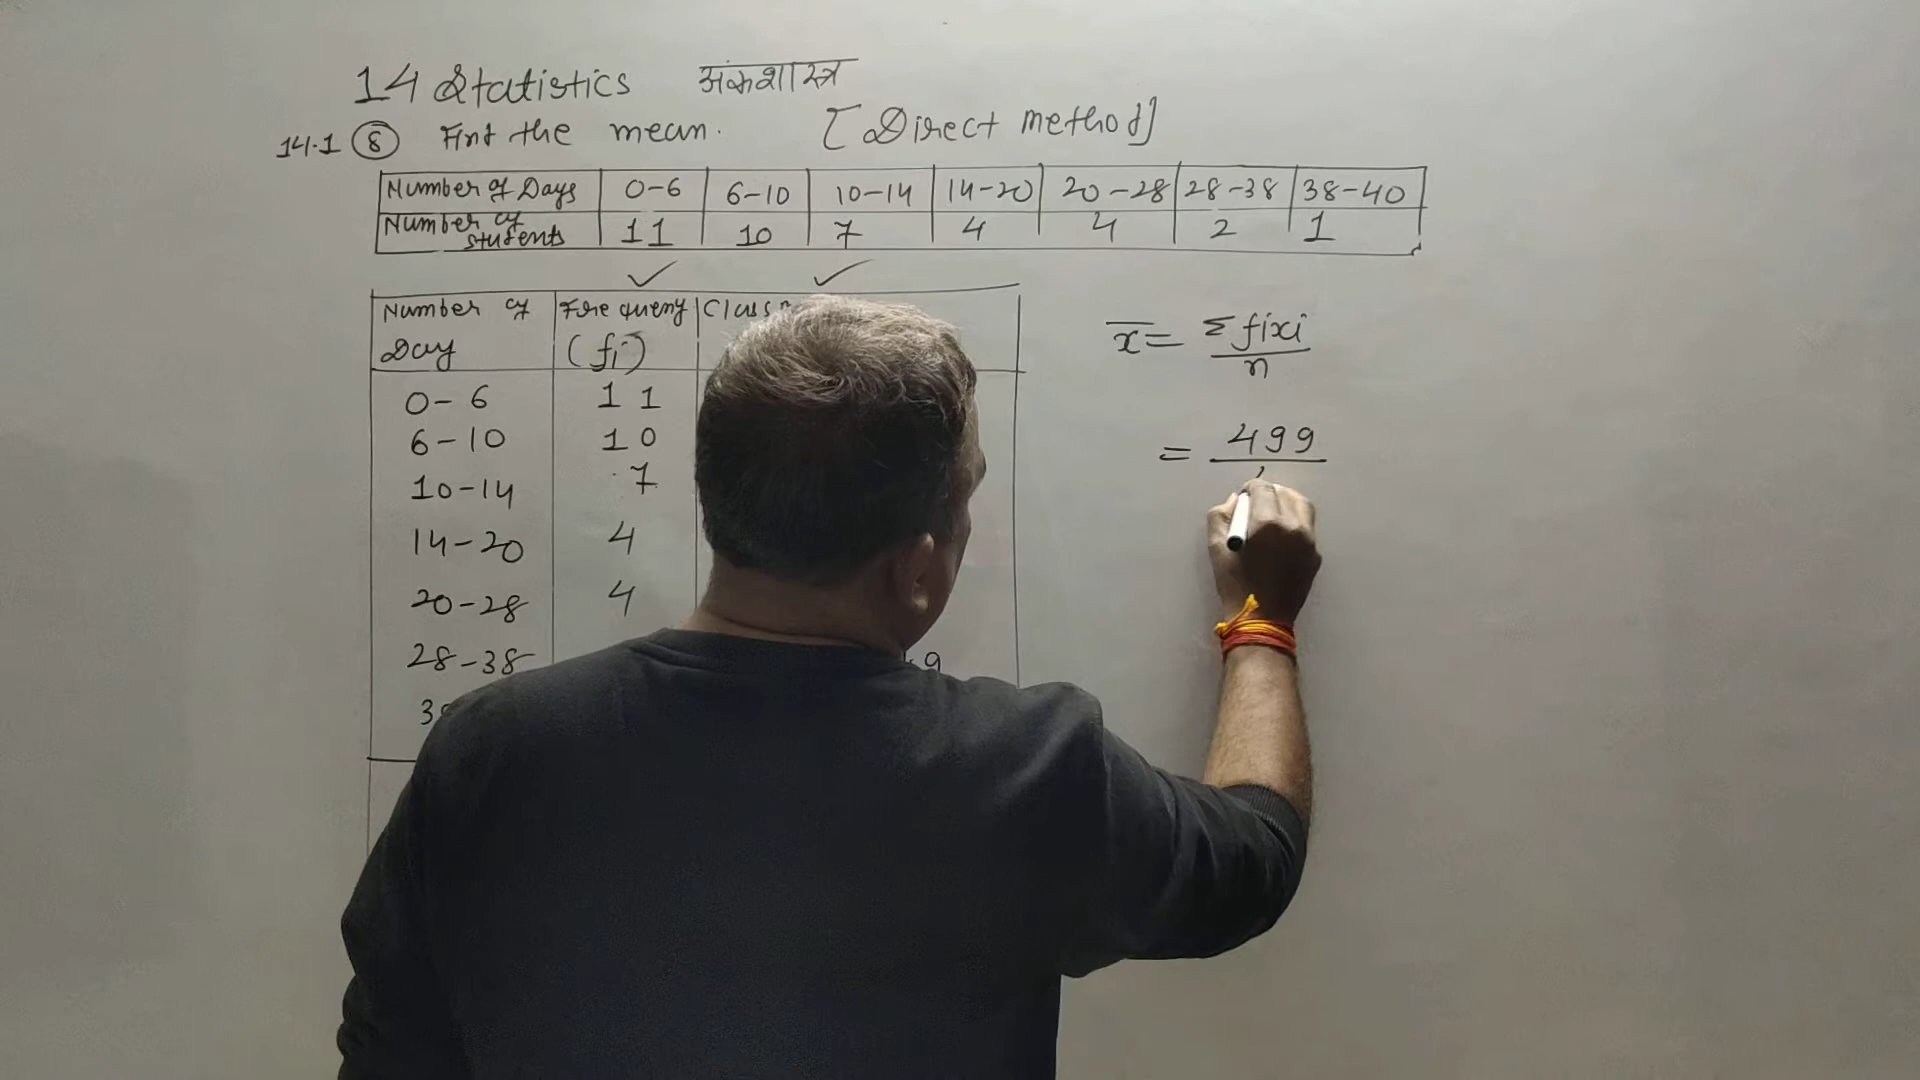 14 Statistics अंकशास्त्र
14.1 ⑧ Find the mean. [Direct method]
Number of Days 0-6 6-10 10-14 14-20 20-28 28-38 38-40
Number of students 11 10 7 4 4 2 1
Number of Day Frequency (fi) Class
0-6 11
6-10 10
10-14 7
14-20 4
20-28 4
28-38 9
3
x̄ = Σfixi / n
= 499